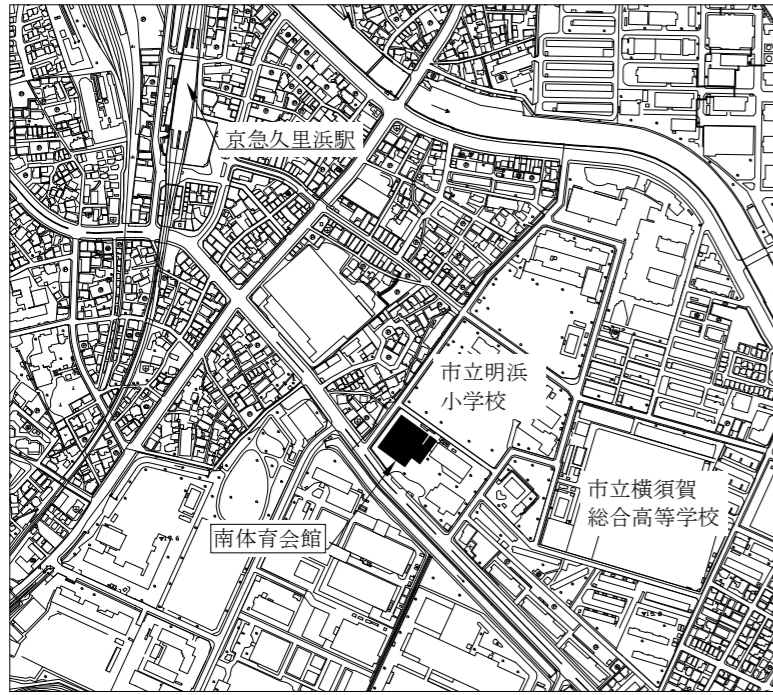 京急久里浜駅
市立明浜
小学校
市立横須賀
総合高等学校
南体育会館